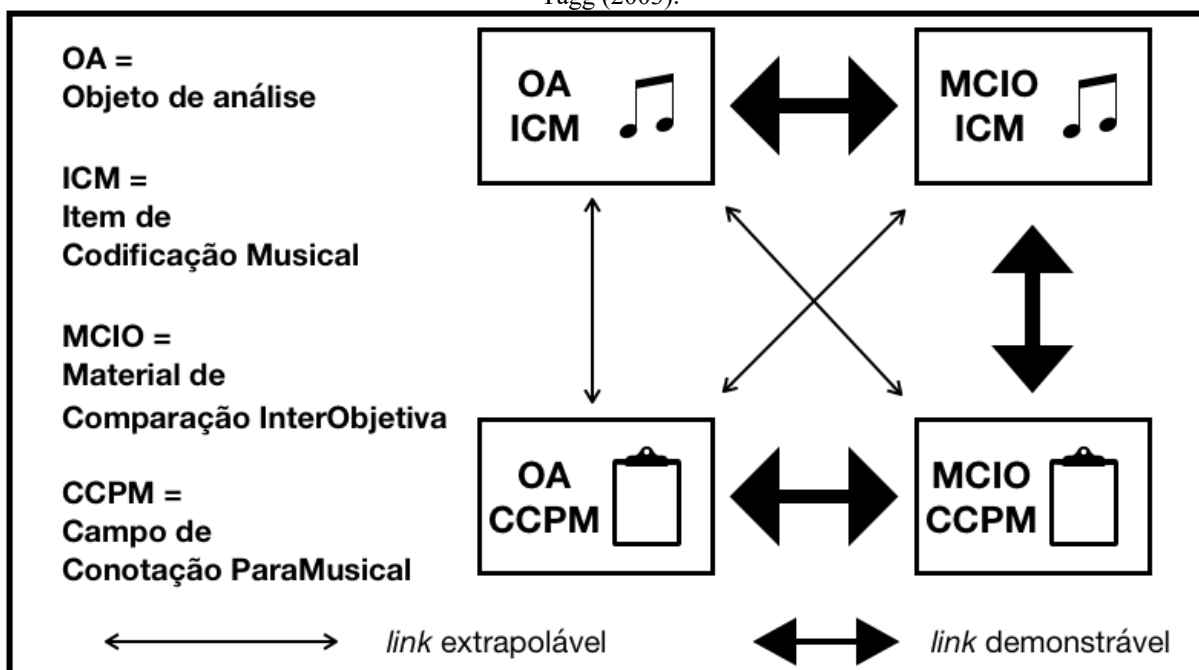 Tagg (2003).
OA =
Objeto de análise
ICM =
Item de
Codificação Musical
MCIO =
Material de
Comparação InterObjetiva
CCPM =
Campo de
Conotação ParaMusical
OA
ICM
MCIO
ICM
OA
CCPM
MCIO
CCPM
link extrapolável
link demonstrável